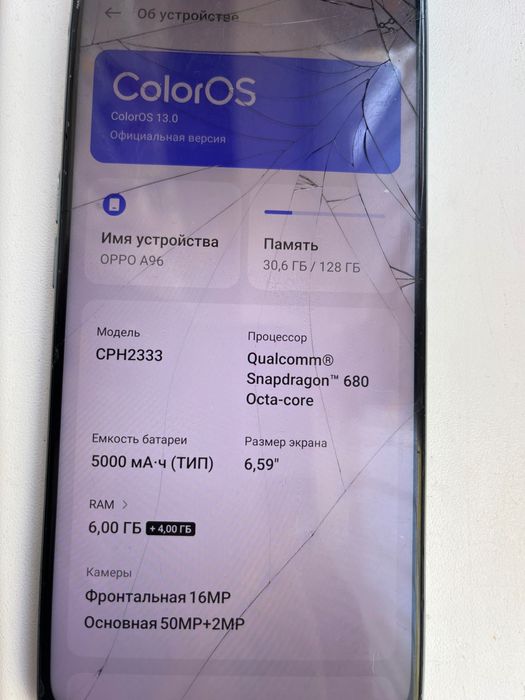 ← Об устройстве
ColorOS
ColorOS 13.0
Официальная версия
Имя устройства
OPPO A96
Память
30,6 ГБ / 128 ГБ
Модель
CPH2333
Процессор
Qualcomm®
Snapdragon™ 680
Octa-core
Емкость батареи
5000 мА·ч (ТИП)
Размер экрана
6,59"
RAM >
6,00 ГБ + 4,00 ГБ
Камеры
Фронтальная 16MP
Основная 50MP+2MP